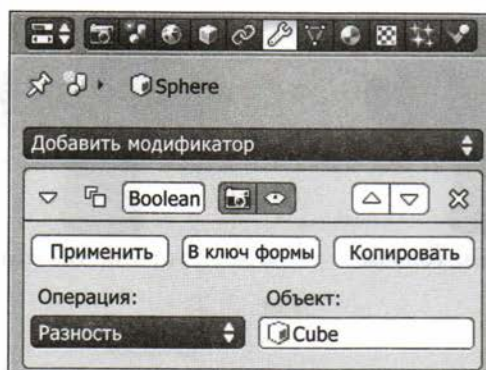 Sphere
Добавить модификатор
Boolean
Применить В ключ формы Копировать
Операция: Объект:
Разность Cube